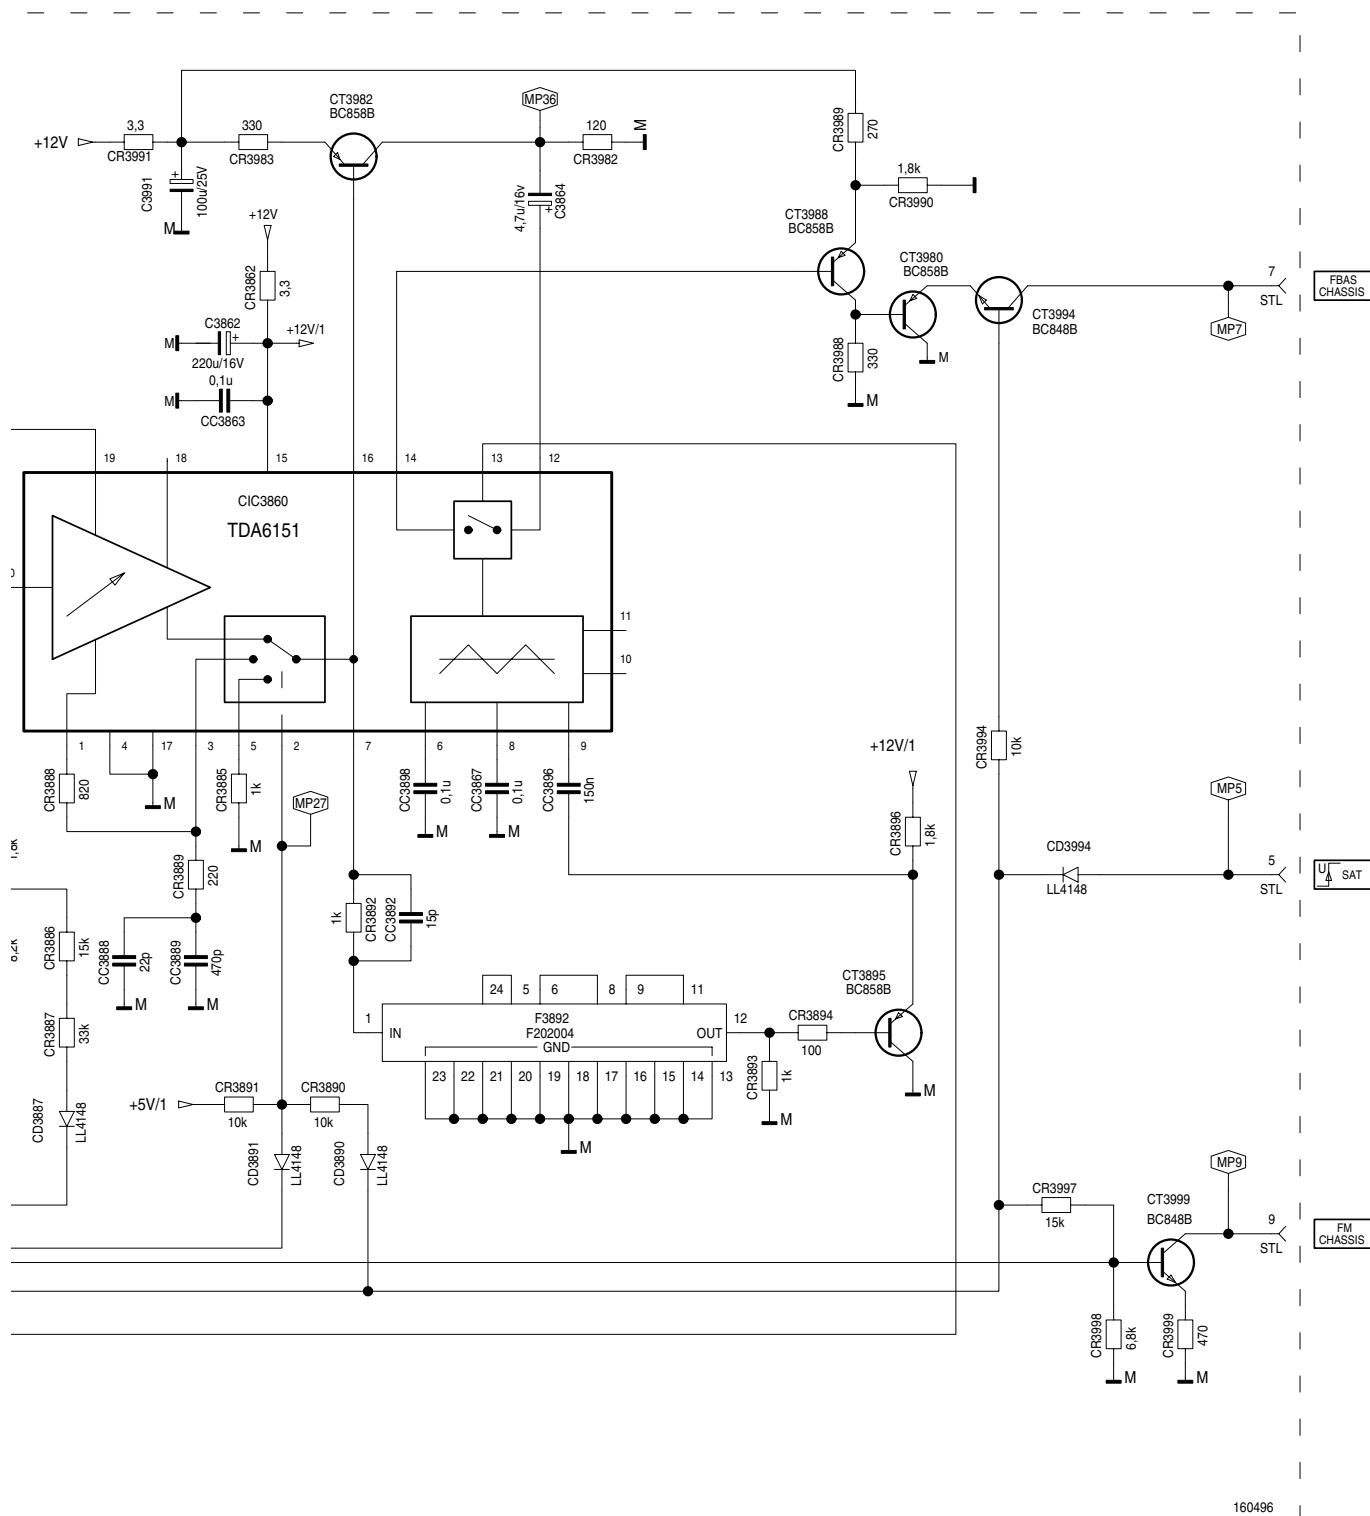 CT3982
BC858B
MP36
3,3
330
120
M
+12V
CR3991
CR3983
CR3982
CR3989
270
C3991
100u/25V
+
M
4,7u/16v
+
C3864
1,8k
CR3990
+12V
CR3862
3,3
CT3988
BC858B
CT3980
BC858B
7
STL
FBAS
CHASSIS
CT3994
BC848B
MP7
C3862
+
+12V/1
M
220u/16V
CR3988
330
M
0,1u
M
CC3863
M
19
18
15
16
14
13
12
CIC3860
TDA6151
11
10
1
4
17
3
5
2
7
6
8
9
+12V/1
CR3994
10k
CR3888
820
M
CR3885
1k
M
MP27
CC3898
0,1u
M
CC3867
0,1u
M
CC3896
150n
CR3896
1,8k
MP5
CR3889
220
CD3994
LL4148
5
STL
U
SAT
1k
CR3892
CC3892
15p
CR3886
15k
CC3888
22p
M
CC3889
470p
M
CT3895
BC858B
24
5
6
8
9
11
1
IN
F3892
F202004
OUT
12
GND
CR3894
100
CR3887
33k
23
22
21
20
19
18
17
16
15
14
13
CR3893
1k
M
M
+5V/1
CR3891
10k
CR3890
10k
CD3887
LL4148
CD3891
LL4148
CD3890
LL4148
M
MP9
CR3997
15k
CT3999
BC848B
9
STL
FM
CHASSIS
CR3998
6,8k
M
CR3999
470
M
160496